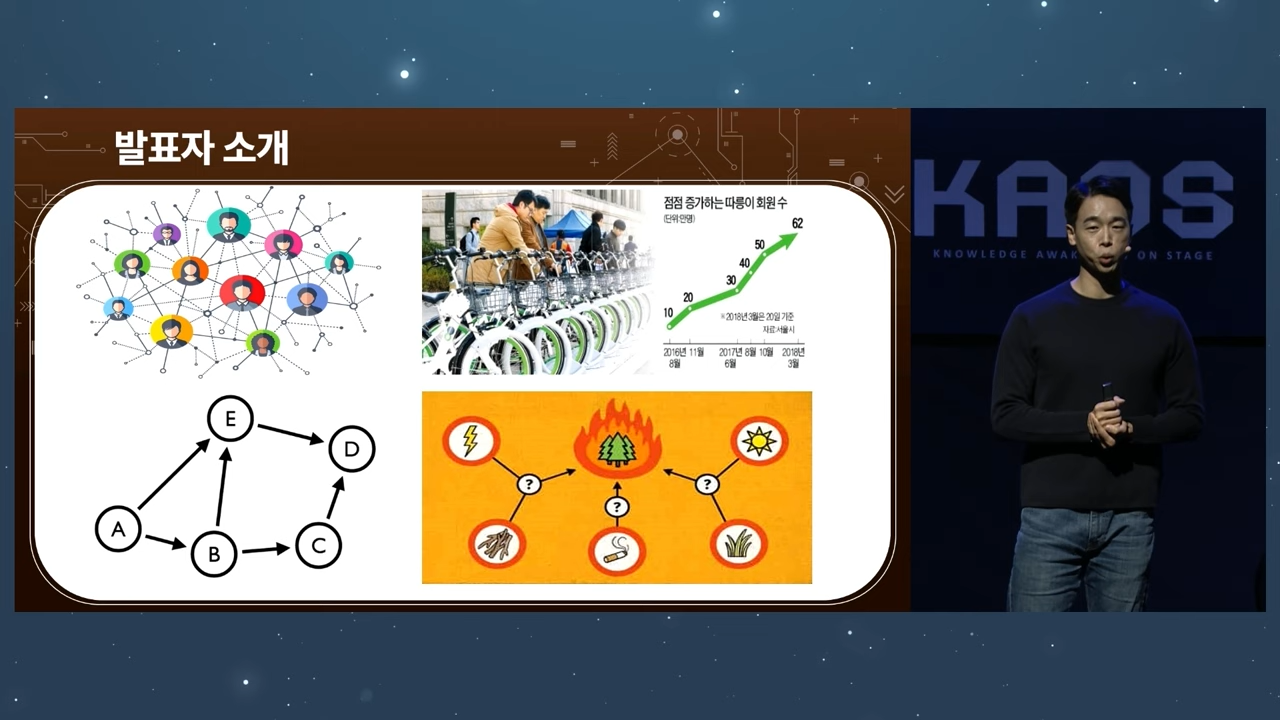 발표자 소개
점점 증가하는 따릉이 회원 수
(단위:만명)
62
50
40
30
20
10
※2018년 3월은 20일 기준
자료:서울시
2016년 11월 2017년 8월 10월 2018년
8월 6월 3월
E
D
A
B
C
?
?
?
KAOS
KNOWLEDGE AWAK ON STAGE